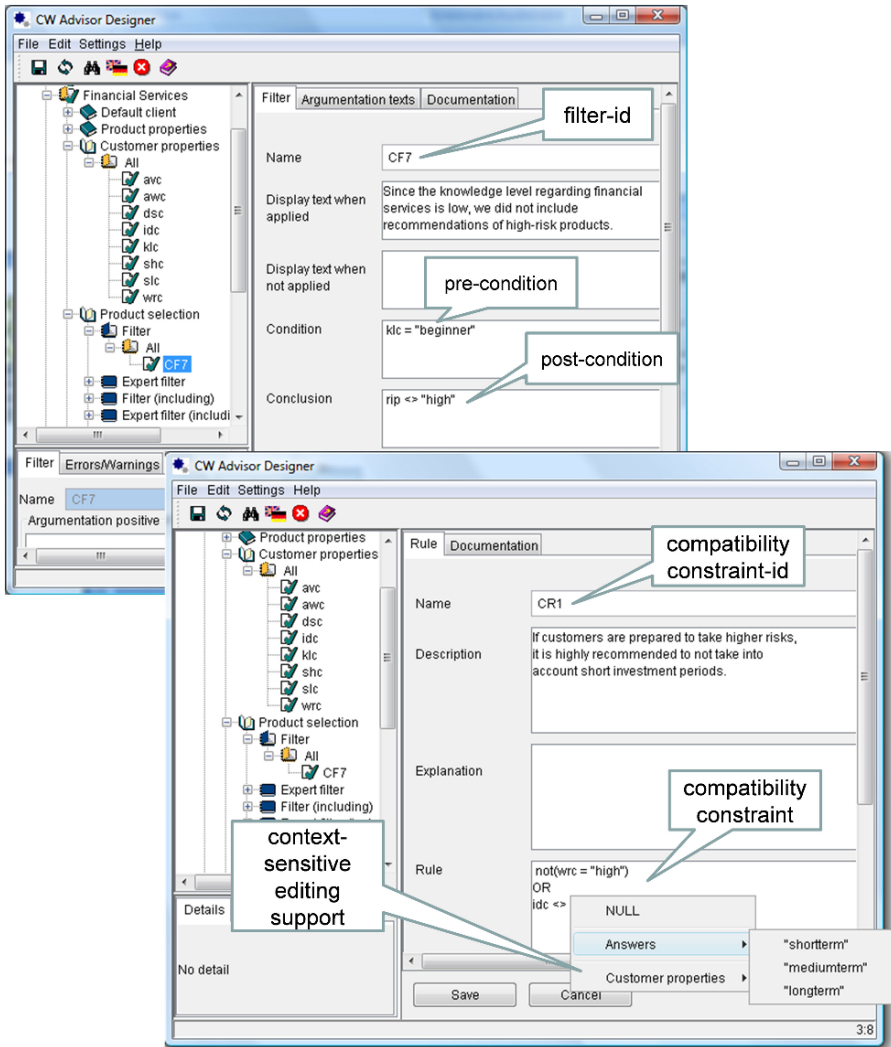 CW Advisor Designer
File Edit Settings Help
Financial Services
Default client
Product properties
Customer properties
All
avc
awc
dsc
idc
klc
shc
slc
wrc
Product selection
Filter
All
CF7
Expert filter
Filter (including)
Expert filter (includi
Filter Argumentation texts Documentation
filter-id
Name CF7
Display text when
applied
Since the knowledge level regarding financial
services is low, we did not include
recommendations of high-risk products.
Display text when
not applied
pre-condition
Condition klc = "beginner"
post-condition
Conclusion rip <> "high"
Filter Errors/Warnings
Name CF7
Argumentation positive
CW Advisor Designer
File Edit Settings Help
Product properties
Customer properties
All
avc
awc
dsc
idc
klc
shc
slc
wrc
Product selection
Filter
All
CF7
Expert filter
Filter (including)
context-
sensitive
editing
support
Details
No detail
Rule Documentation
compatibility
constraint-id
Name CR1
Description
If customers are prepared to take higher risks,
it is highly recommended to not take into
account short investment periods.
Explanation
compatibility
constraint
Rule
not(wrc = "high")
OR
idc <>
NULL
Answers
Customer properties
"shortterm"
"mediumterm"
"longterm"
Save Cancel
3:8